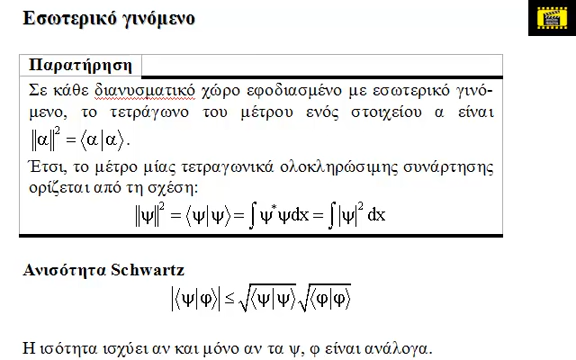 Εσωτερικό γινόμενο
Παρατήρηση
Σε κάθε διανυσματικό χώρο εφοδιασμένο με εσωτερικό γινό-
μενο, το τετράγωνο του μέτρου ενός στοιχείου α είναι
‖α‖² = ⟨α|α⟩.
Έτσι, το μέτρο μίας τετραγωνικά ολοκληρώσιμης συνάρτησης
ορίζεται από τη σχέση:
‖ψ‖² = ⟨ψ|ψ⟩ = ∫ψ*ψdx = ∫|ψ|² dx
Ανισότητα Schwartz
|⟨ψ|φ⟩| ≤ √⟨ψ|ψ⟩ √⟨φ|φ⟩
Η ισότητα ισχύει αν και μόνο αν τα ψ, φ είναι ανάλογα.